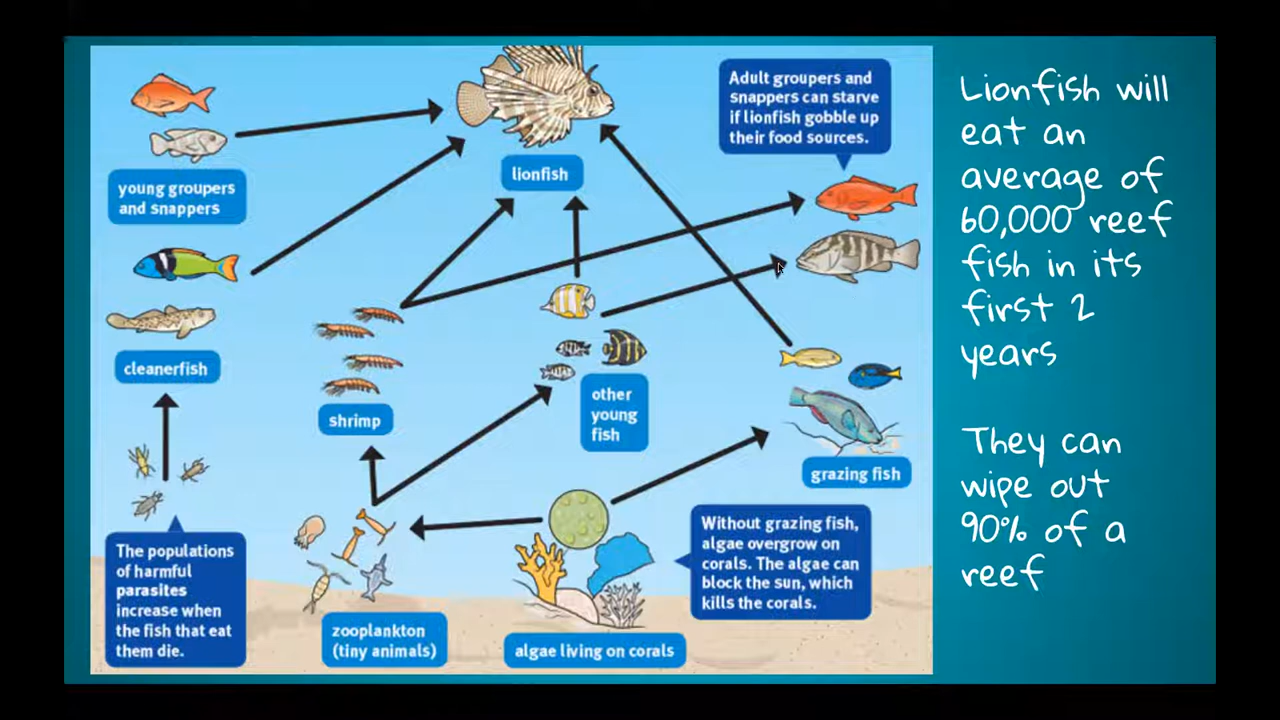 Adult groupers and
snappers can starve
if lionfish gobble up
their food sources.
lionfish
young groupers
and snappers
cleanerfish
shrimp
other
young
fish
grazing fish
The populations
of harmful
parasites
increase when
the fish that eat
them die.
zooplankton
(tiny animals)
algae living on corals
Without grazing fish,
algae overgrow on
corals. The algae can
block the sun, which
kills the corals.
Lionfish will
eat an
average of
60,000 reef
fish in its
first 2
years
They can
wipe out
90% of a
reef